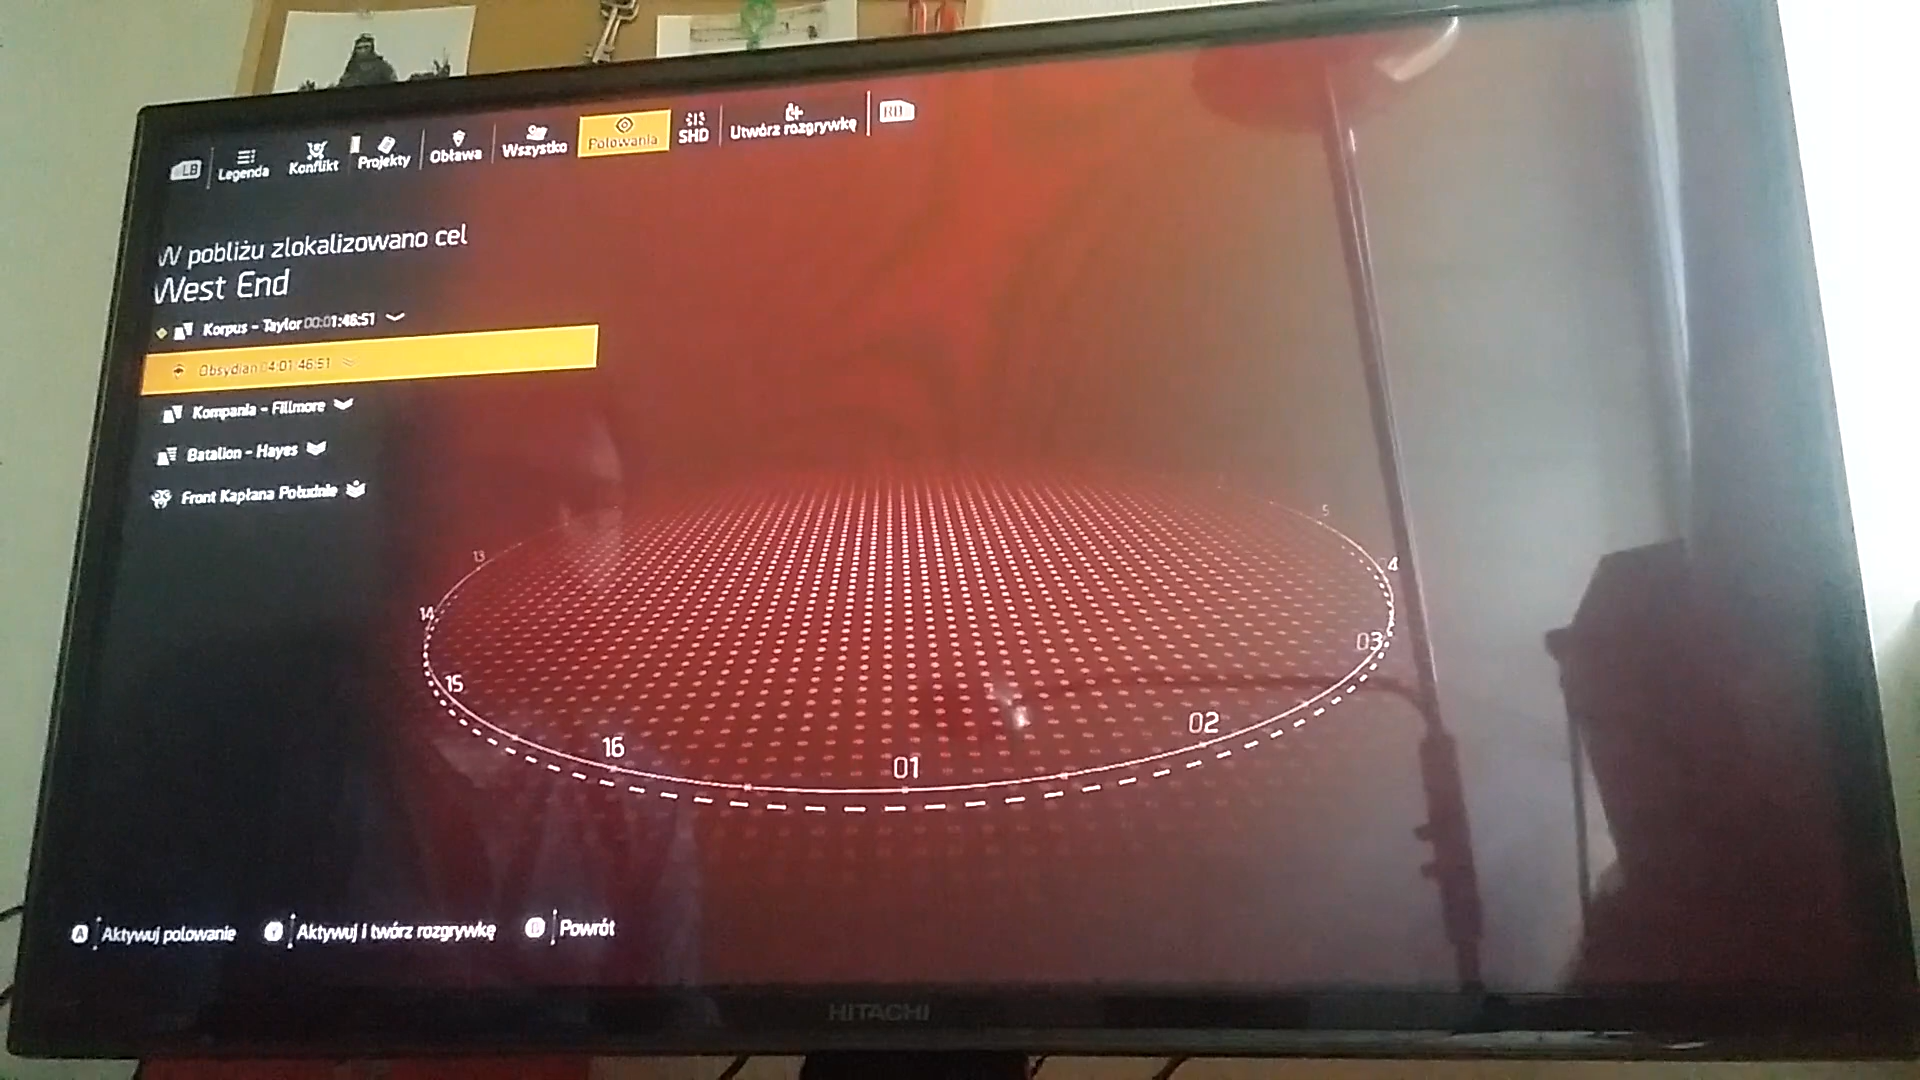 LB Legenda Konflikt Projekty Obława Wszystko Polowania SHD Utwórz rozgrywkę RB
W pobliżu zlokalizowano cel
West End
Korpus - Taylor 00:01:46:51
Obsydian 04:01:46:51
Kompania - Fillmore
Batalion - Hayes
Front Kapłana Południe
5
13
4
14
03
15
02
16
01
A Aktywuj polowanie Y Aktywuj i twórz rozgrywkę B Powrót
HITACHI